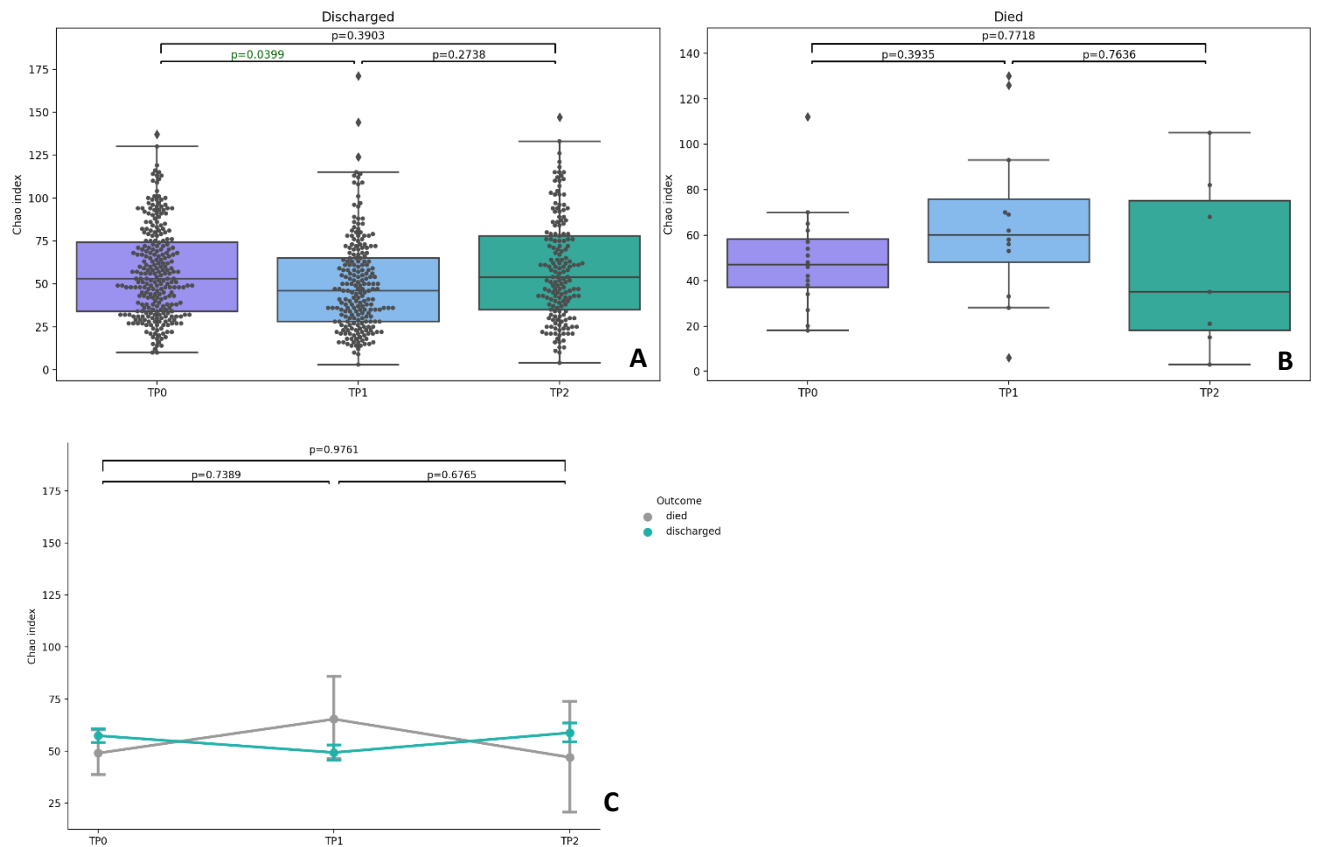 Discharged
p=0.3903
p=0.0399
p=0.2738
175
150
125
100
75
50
25
0
Chao index
TP0
TP1
TP2
A
Died
p=0.7718
p=0.3935
p=0.7636
140
120
100
80
60
40
20
0
Chao index
TP0
TP1
TP2
B
p=0.9761
p=0.7389
p=0.6765
175
150
125
100
75
50
25
Chao index
TP0
TP1
TP2
C
Outcome
died
discharged